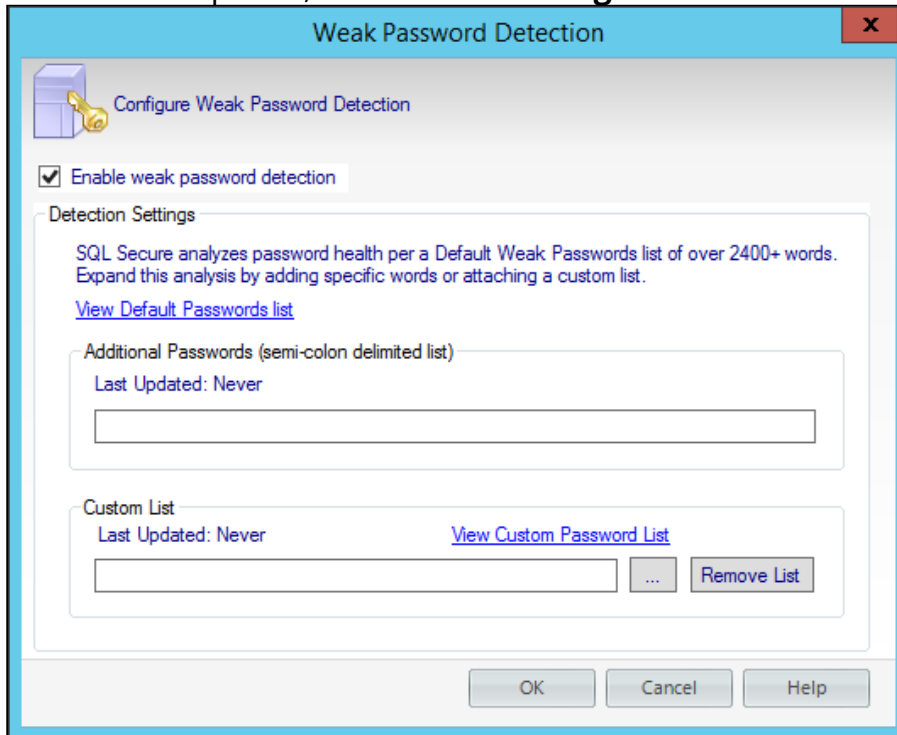 Weak Password Detection
x
Configure Weak Password Detection
Enable weak password detection
Detection Settings
SQL Secure analyzes password health per a Default Weak Passwords list of over 2400+ words.
Expand this analysis by adding specific words or attaching a custom list.
View Default Passwords list
Additional Passwords (semi-colon delimited list)
Last Updated: Never
Custom List
Last Updated: Never View Custom Password List
... Remove List
OK Cancel Help